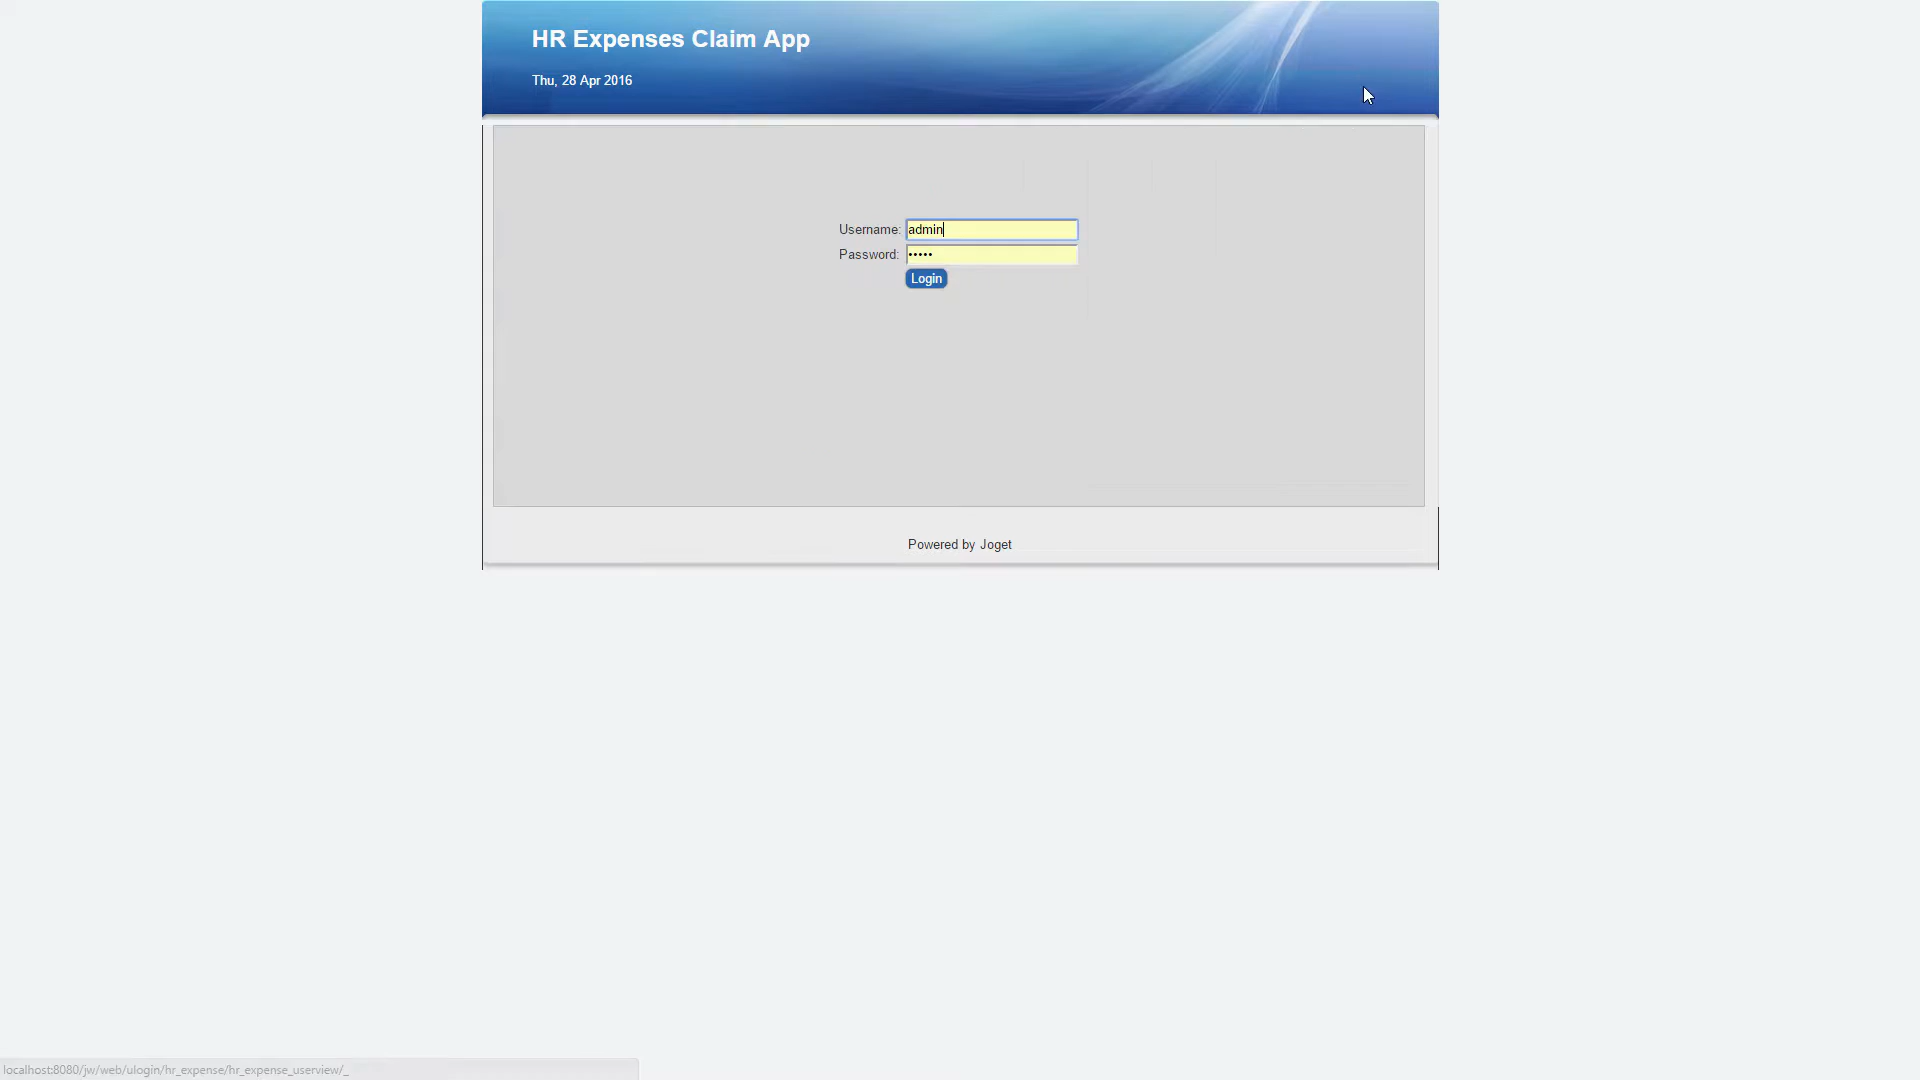 HR Expenses Claim App
Thu, 28 Apr 2016
Username: admin
Password: •••••
Login
Powered by Joget
localhost:8080/jw/web/ulogin/hr_expense/hr_expense_userview/_